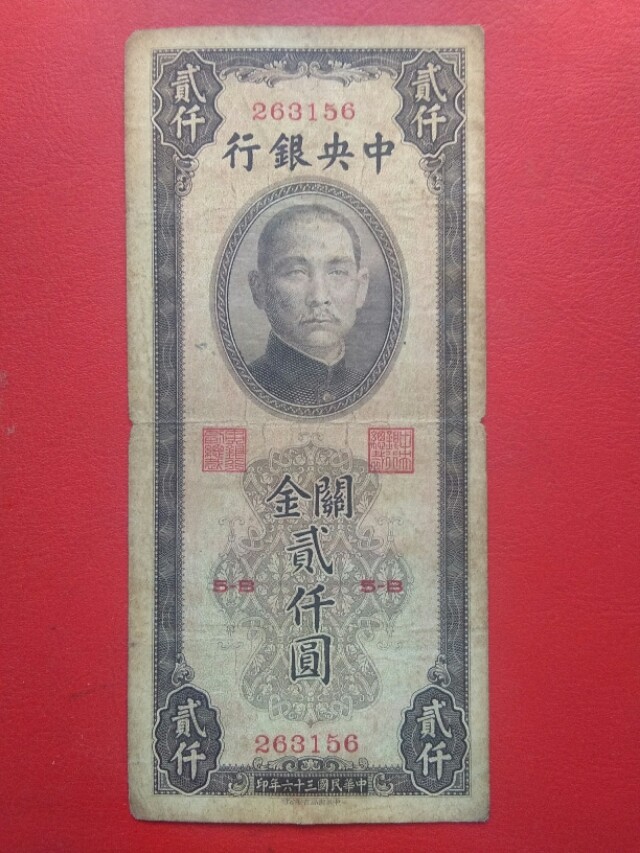 貳仟 貳仟
263156
中央銀行
關金
貳仟圓
5-B 5-B
貳仟 貳仟
263156
中華民國三十六年印